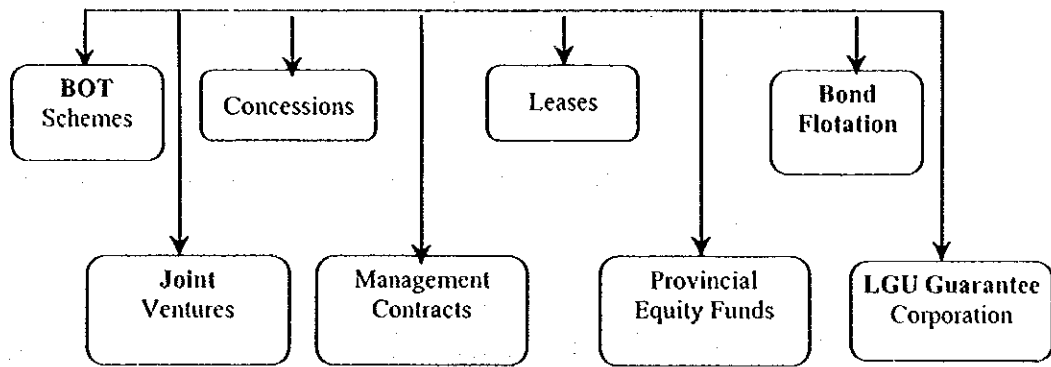 BOT
Schemes
Concessions
Leases
Bond
Flotation
Joint
Ventures
Management
Contracts
Provincial
Equity Funds
LGU Guarantee
Corporation